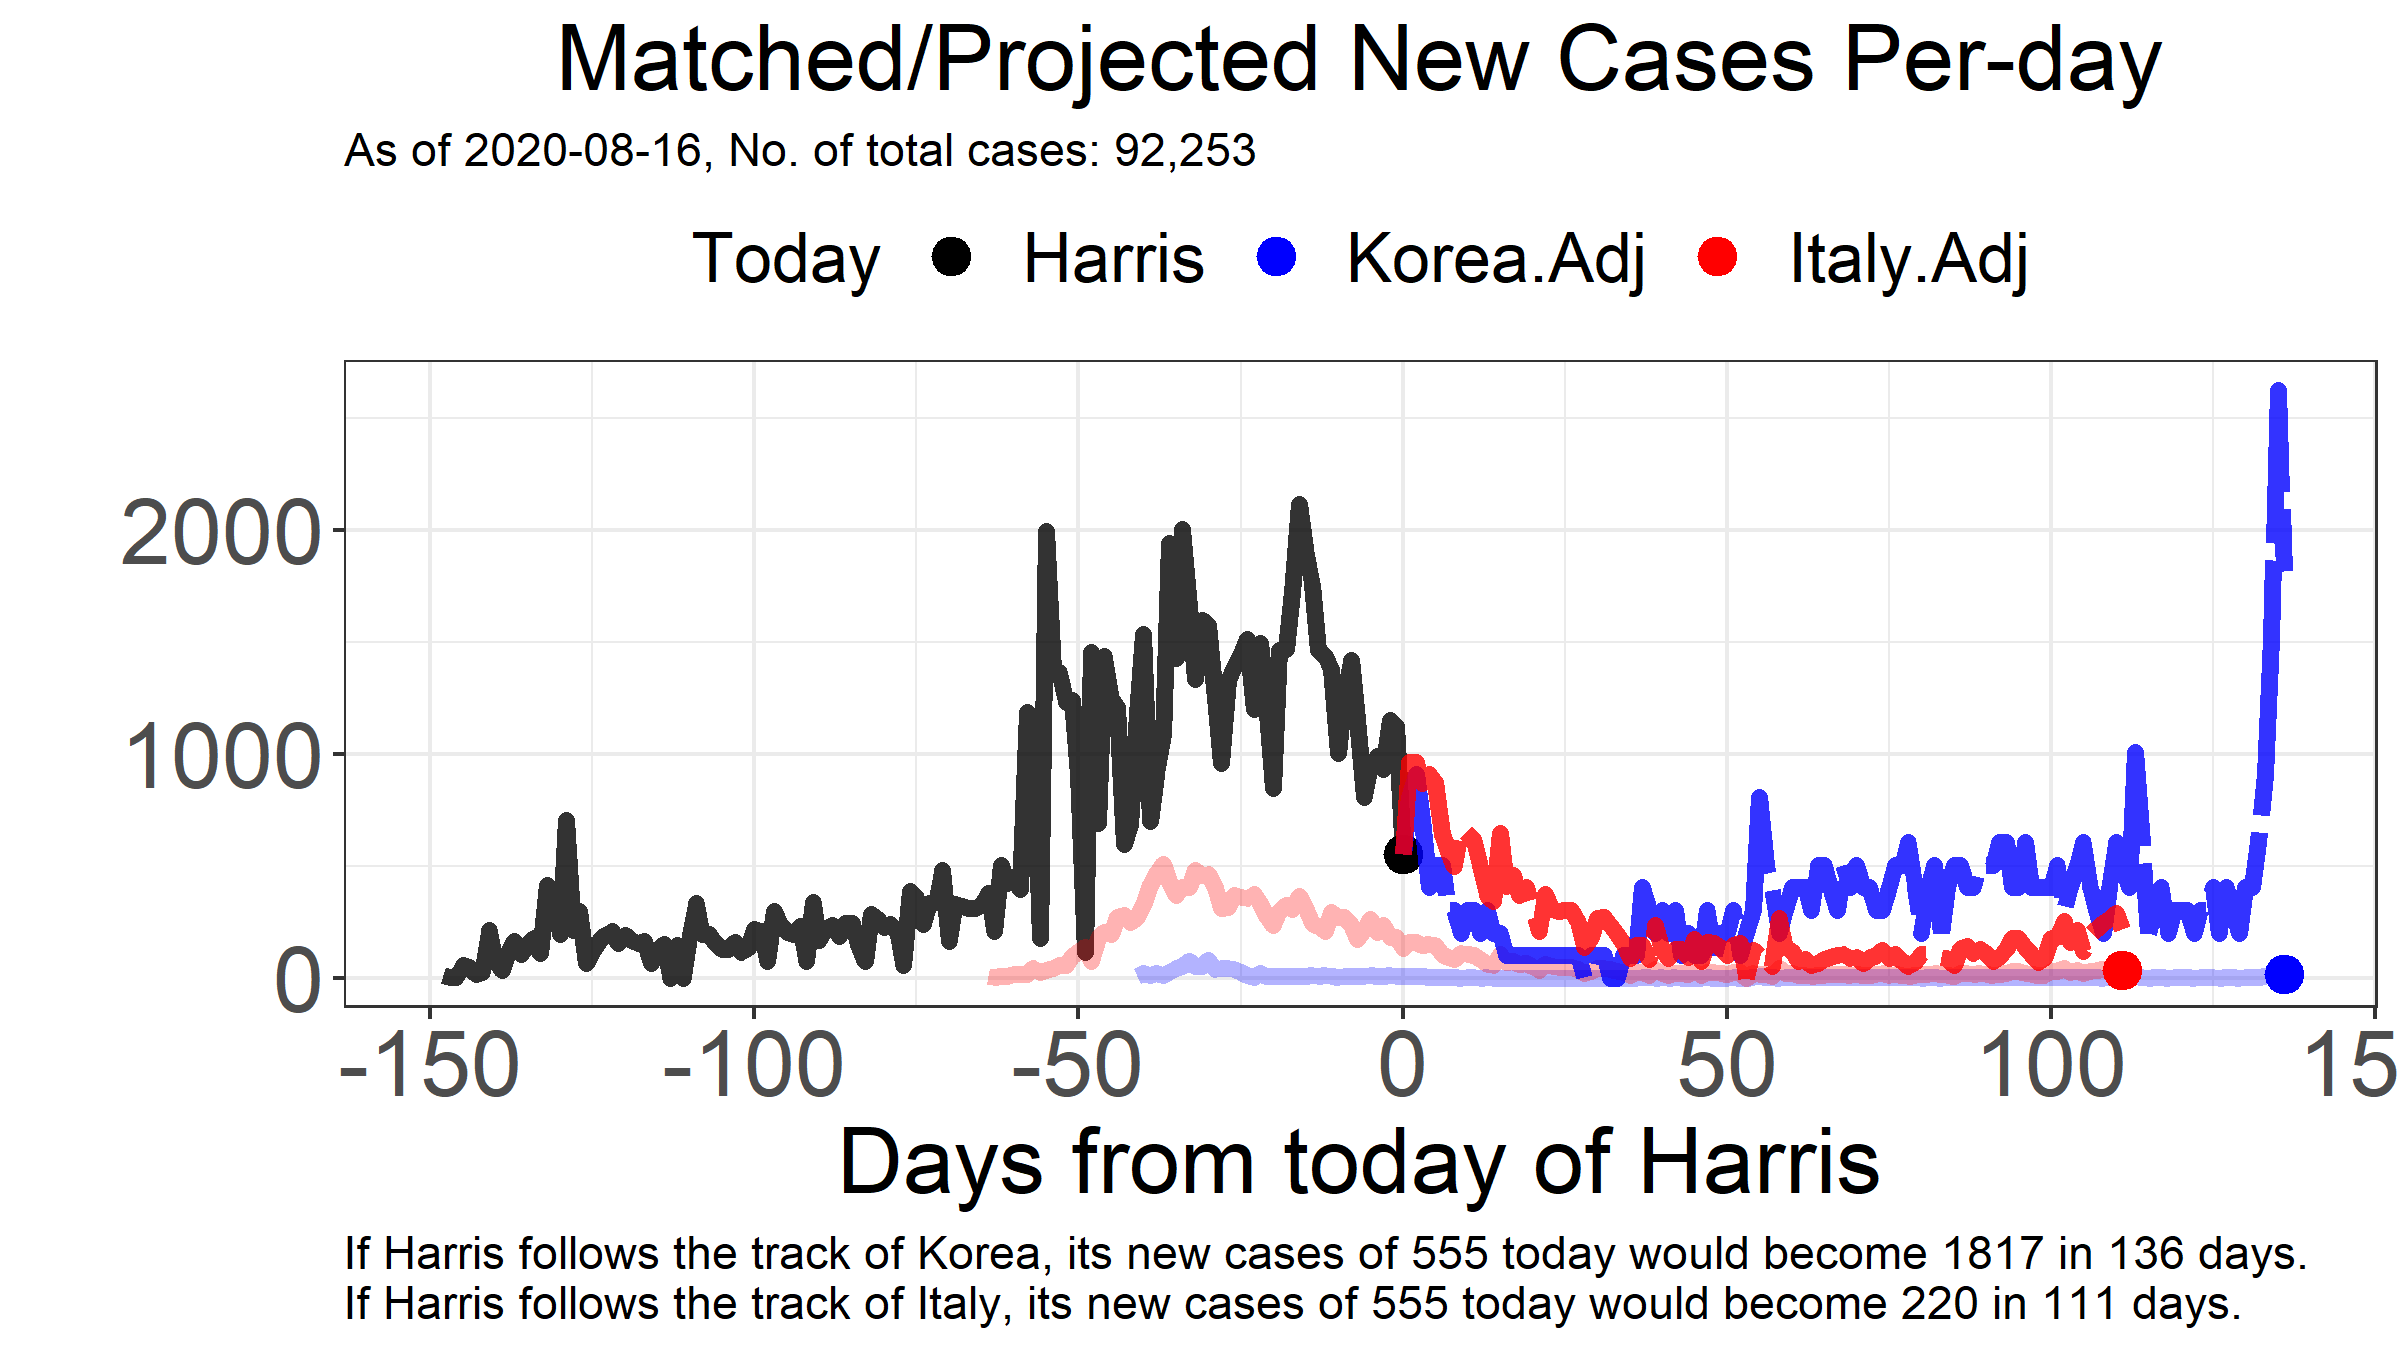 Matched/Projected New Cases Per-day
As of 2020-08-16, No. of total cases: 92,253
Today Harris Korea.Adj Italy.Adj
2000
1000
0
-150 -100 -50 0 50 100 15
Days from today of Harris
If Harris follows the track of Korea, its new cases of 555 today would become 1817 in 136 days.
If Harris follows the track of Italy, its new cases of 555 today would become 220 in 111 days.